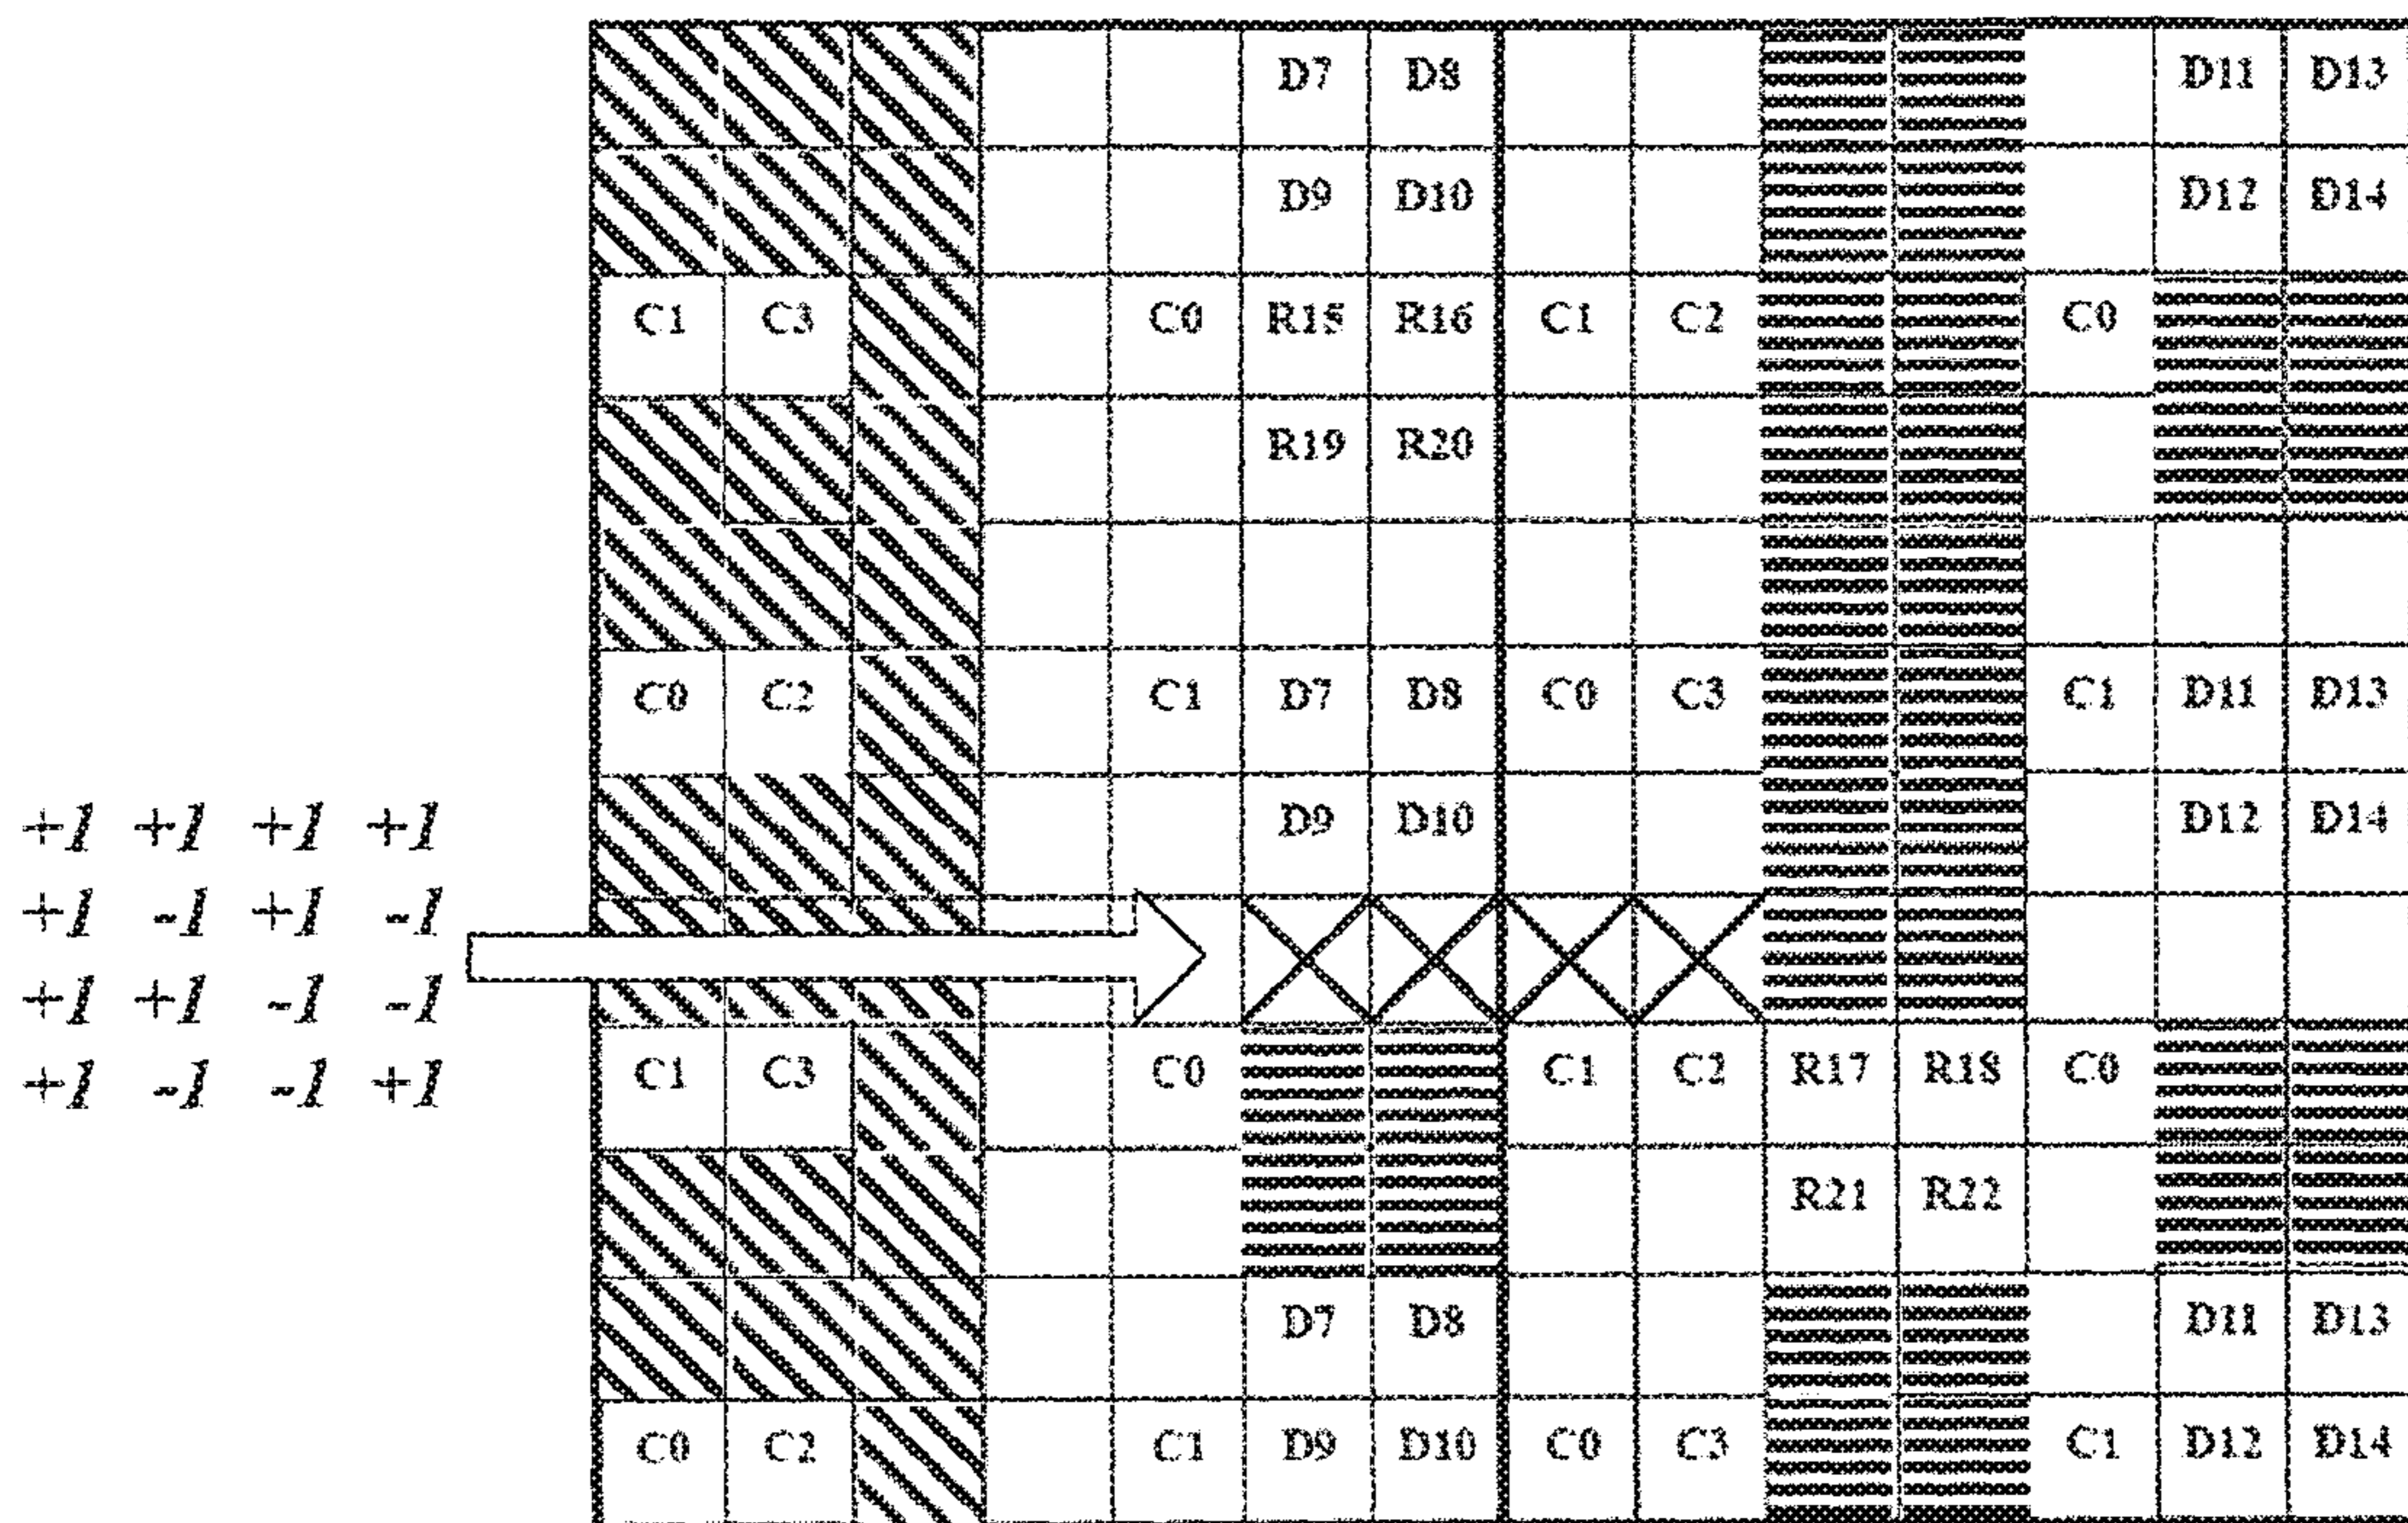 D7 D8 D11 D13
D9 D10 D12 D14
C1 C3 C0 R15 R16 C1 C2 C0
R19 R20
C0 C2 C1 D7 D8 C0 C3 C1 D11 D13
D9 D10 D12 D14
+1 +1 +1 +1
+1 -1 +1 -1
+1 +1 -1 -1
+1 -1 -1 +1
C1 C3 C0 C1 C2 R17 R18 C0
R21 R22
D7 D8 D11 D13
C0 C2 C1 D9 D10 C0 C3 C1 D12 D14